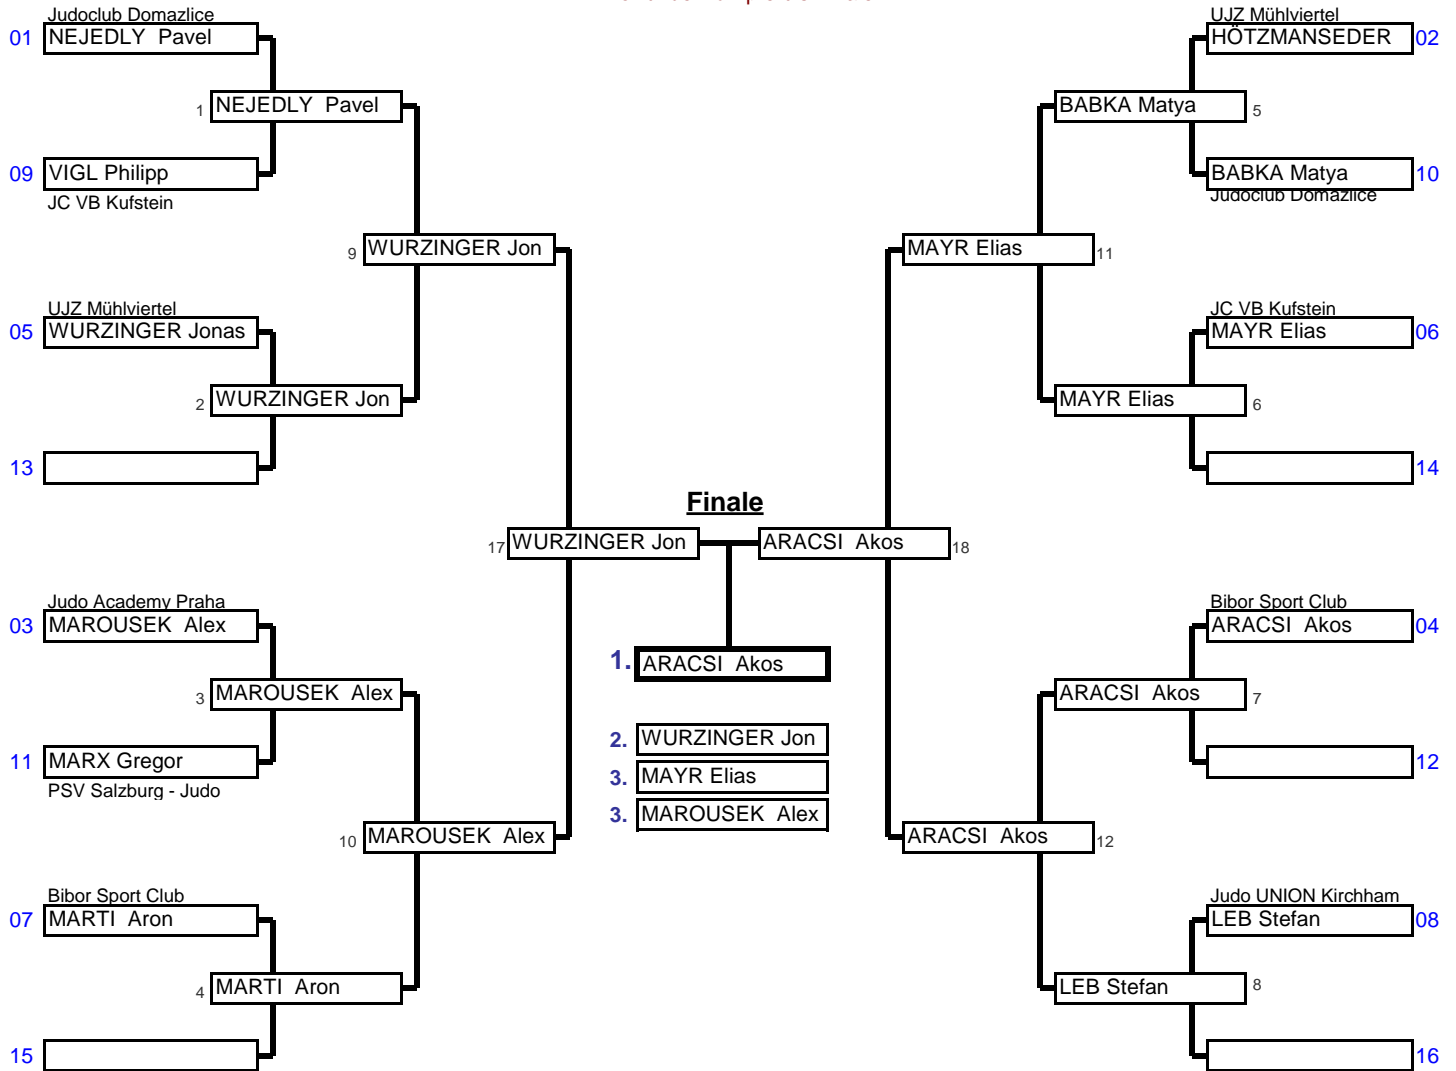 Judoclub Domazlice
01 NEJEDLY Pavel
1 NEJEDLY Pavel
09 VIGL Philipp
JC VB Kufstein
9 WURZINGER Jon
UJZ Mühlviertel
05 WURZINGER Jonas
2 WURZINGER Jon
13
17 WURZINGER Jon
Judo Academy Praha
03 MAROUSEK Alex
3 MAROUSEK Alex
11 MARX Gregor
PSV Salzburg - Judo
10 MAROUSEK Alex
Bibor Sport Club
07 MARTI Aron
4 MARTI Aron
15
Finale
1. ARACSI Akos
2. WURZINGER Jon
3. MAYR Elias
3. MAROUSEK Alex
UJZ Mühlviertel
HÖTZMANSEDER 02
BABKA Matya 5
BABKA Matya 10
Judoclub Domazlice
MAYR Elias 11
JC VB Kufstein
MAYR Elias 06
MAYR Elias 6
14
ARACSI Akos 18
Bibor Sport Club
ARACSI Akos 04
ARACSI Akos 7
12
ARACSI Akos 12
Judo UNION Kirchham
LEB Stefan 08
LEB Stefan 8
16